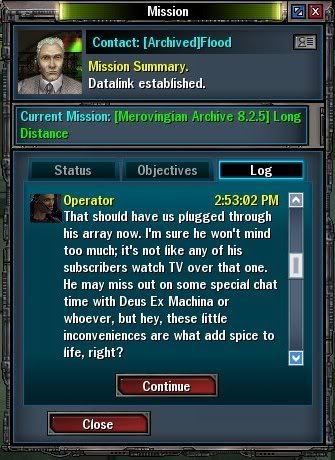 Mission
Contact: [Archived]Flood
Mission Summary.
Datalink established.
Current Mission: [Merovingian Archive 8.2.5] Long
Distance
Status
Objectives
Log
Operator
2:53:02 PM
That should have us plugged through
his array now. I'm sure he won't mind
too much; it's not like any of his
subscribers watch TV over that one.
He may miss out on some special chat
time with Deus Ex Machina or
whoever, but hey, these little
inconveniences are what add spice to
life, right?
Continue
Close